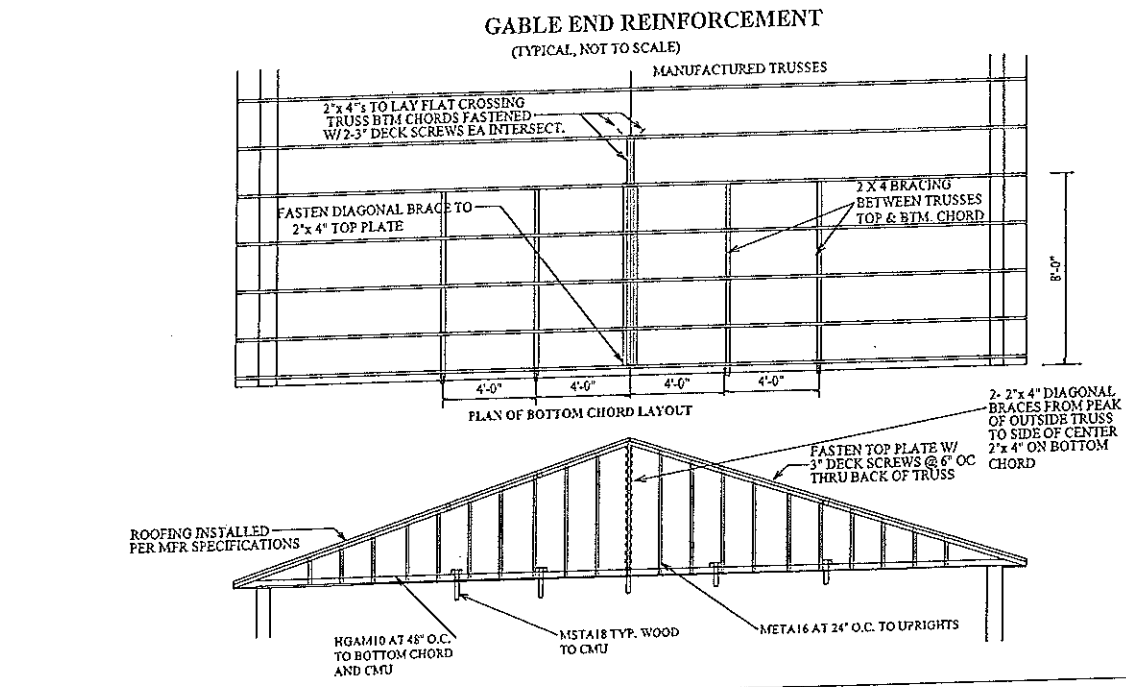 GABLE END REINFORCEMENT
(TYPICAL, NOT TO SCALE)
MANUFACTURED TRUSSES
2"x 4"s TO LAY FLAT CROSSING
TRUSS BTM CHORDS FASTENED
W/ 2-3" DECK SCREWS EA INTERSECT.
FASTEN DIAGONAL BRACE TO
2"x 4" TOP PLATE
2 X 4 BRACING
BETWEEN TRUSSES
TOP & BTM. CHORD
8'-0"
4'-0"
4'-0"
4'-0"
4'-0"
PLAN OF BOTTOM CHORD LAYOUT
2- 2"x 4" DIAGONAL
BRACES FROM PEAK
OF OUTSIDE TRUSS
TO SIDE OF CENTER
2"x 4" ON BOTTOM
CHORD
FASTEN TOP PLATE W/
3" DECK SCREWS @ 6" OC
THRU BACK OF TRUSS
ROOFING INSTALLED
PER MFR SPECIFICATIONS
HGAM10 AT 48" O.C.
TO BOTTOM CHORD
AND CMU
MSTA18 TYP. WOOD
TO CMU
META16 AT 24" O.C. TO UPRIGHTS